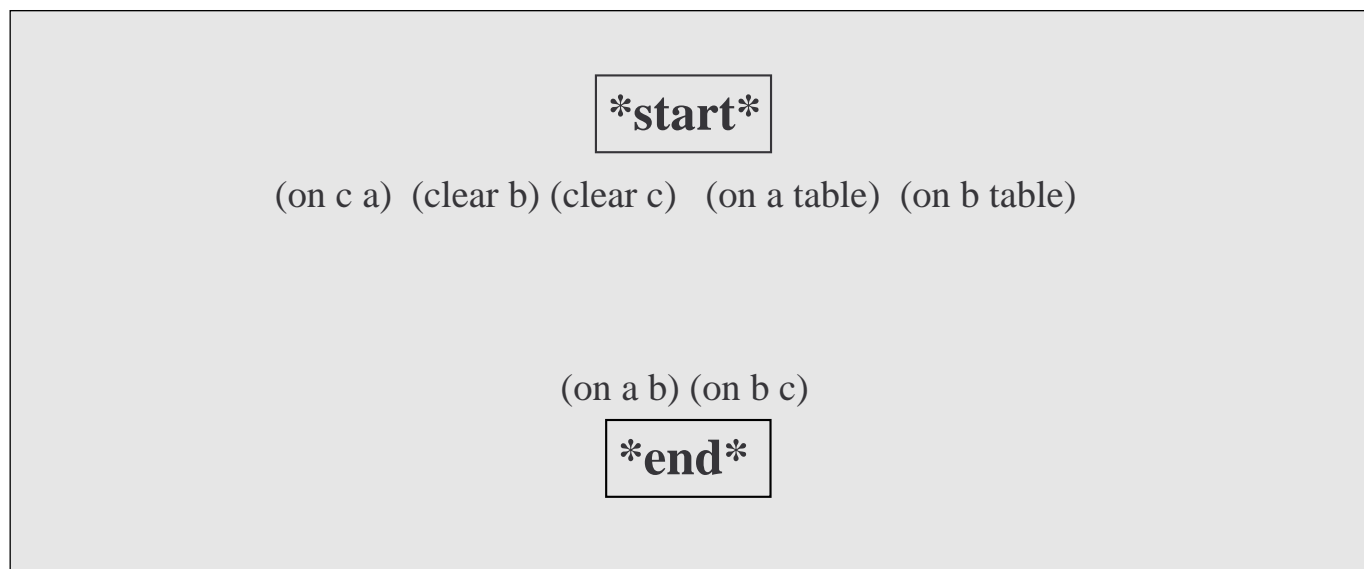 *start*
(on c a) (clear b) (clear c) (on a table) (on b table)
(on a b) (on b c)
*end*